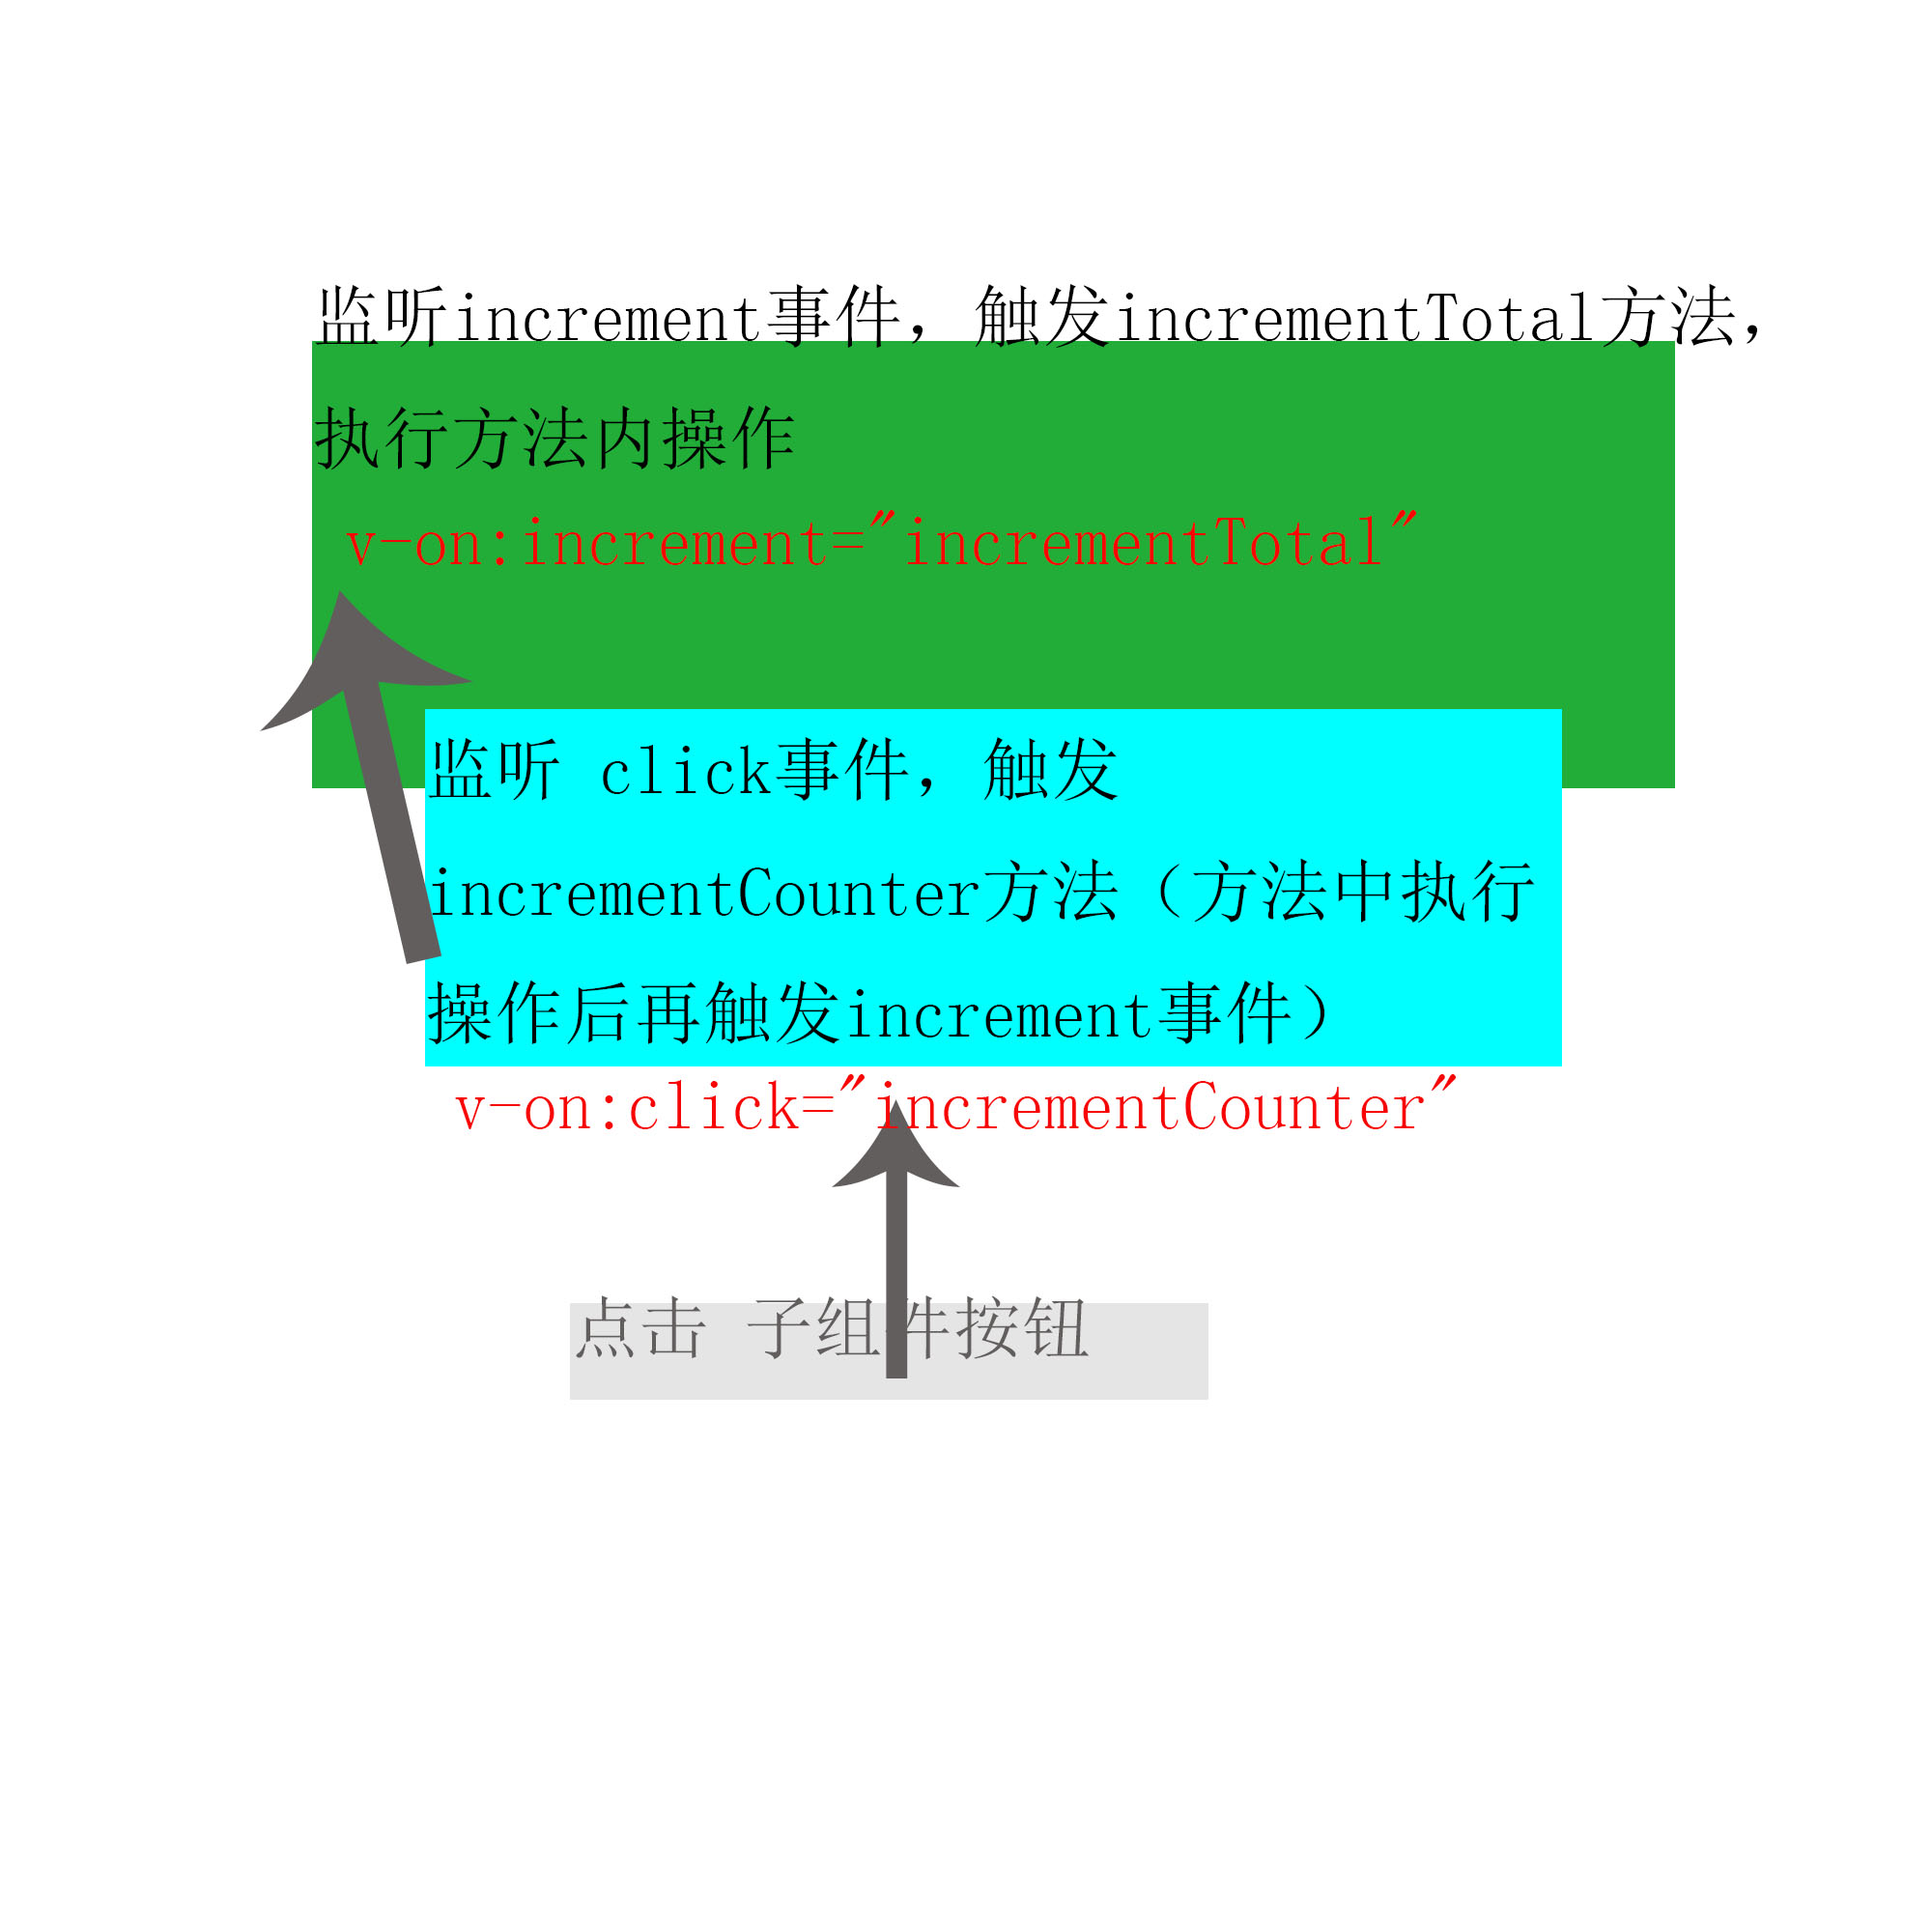 监听increment事件，触发incrementTotal方法，
执行方法内操作
v-on:increment="incrementTotal"
监听 click事件，触发
incrementCounter方法（方法中执行
操作后再触发increment事件）
v-on:click="incrementCounter"
点击 子组件按钮